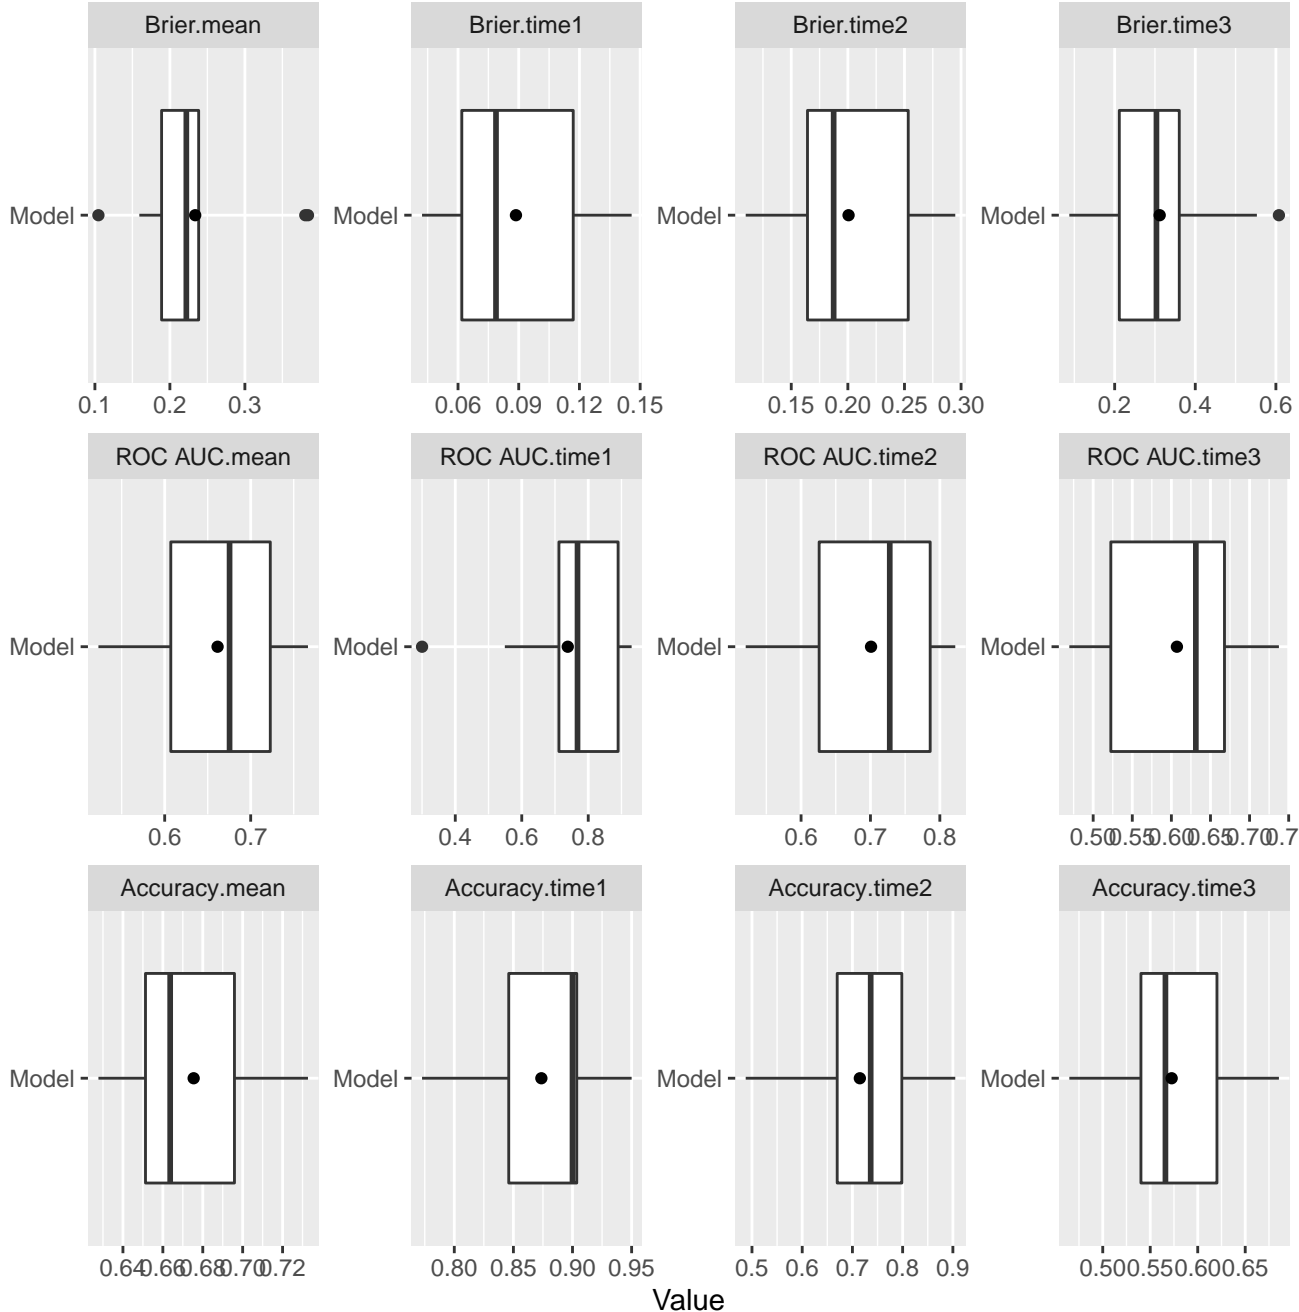 Brier.mean Brier.time1 Brier.time2 Brier.time3
Model Model Model Model
0.1 0.2 0.3 0.06 0.09 0.12 0.15 0.15 0.20 0.25 0.30 0.2 0.4 0.6
ROC AUC.mean ROC AUC.time1 ROC AUC.time2 ROC AUC.time3
Model Model Model Model
0.6 0.7 0.4 0.6 0.8 0.6 0.7 0.8 0.50 0.55 0.60 0.65 0.70 0.7
Accuracy.mean Accuracy.time1 Accuracy.time2 Accuracy.time3
Model Model Model Model
0.64 0.66 0.68 0.70 0.72 0.80 0.85 0.90 0.95 0.5 0.6 0.7 0.8 0.9 0.50 0.55 0.60 0.65
Value